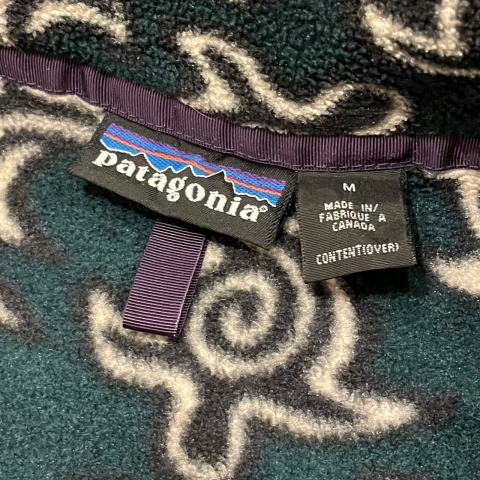 patagonia®
M
MADE IN/
FABRIQUE A
CANADA
CONTENT(OVER)